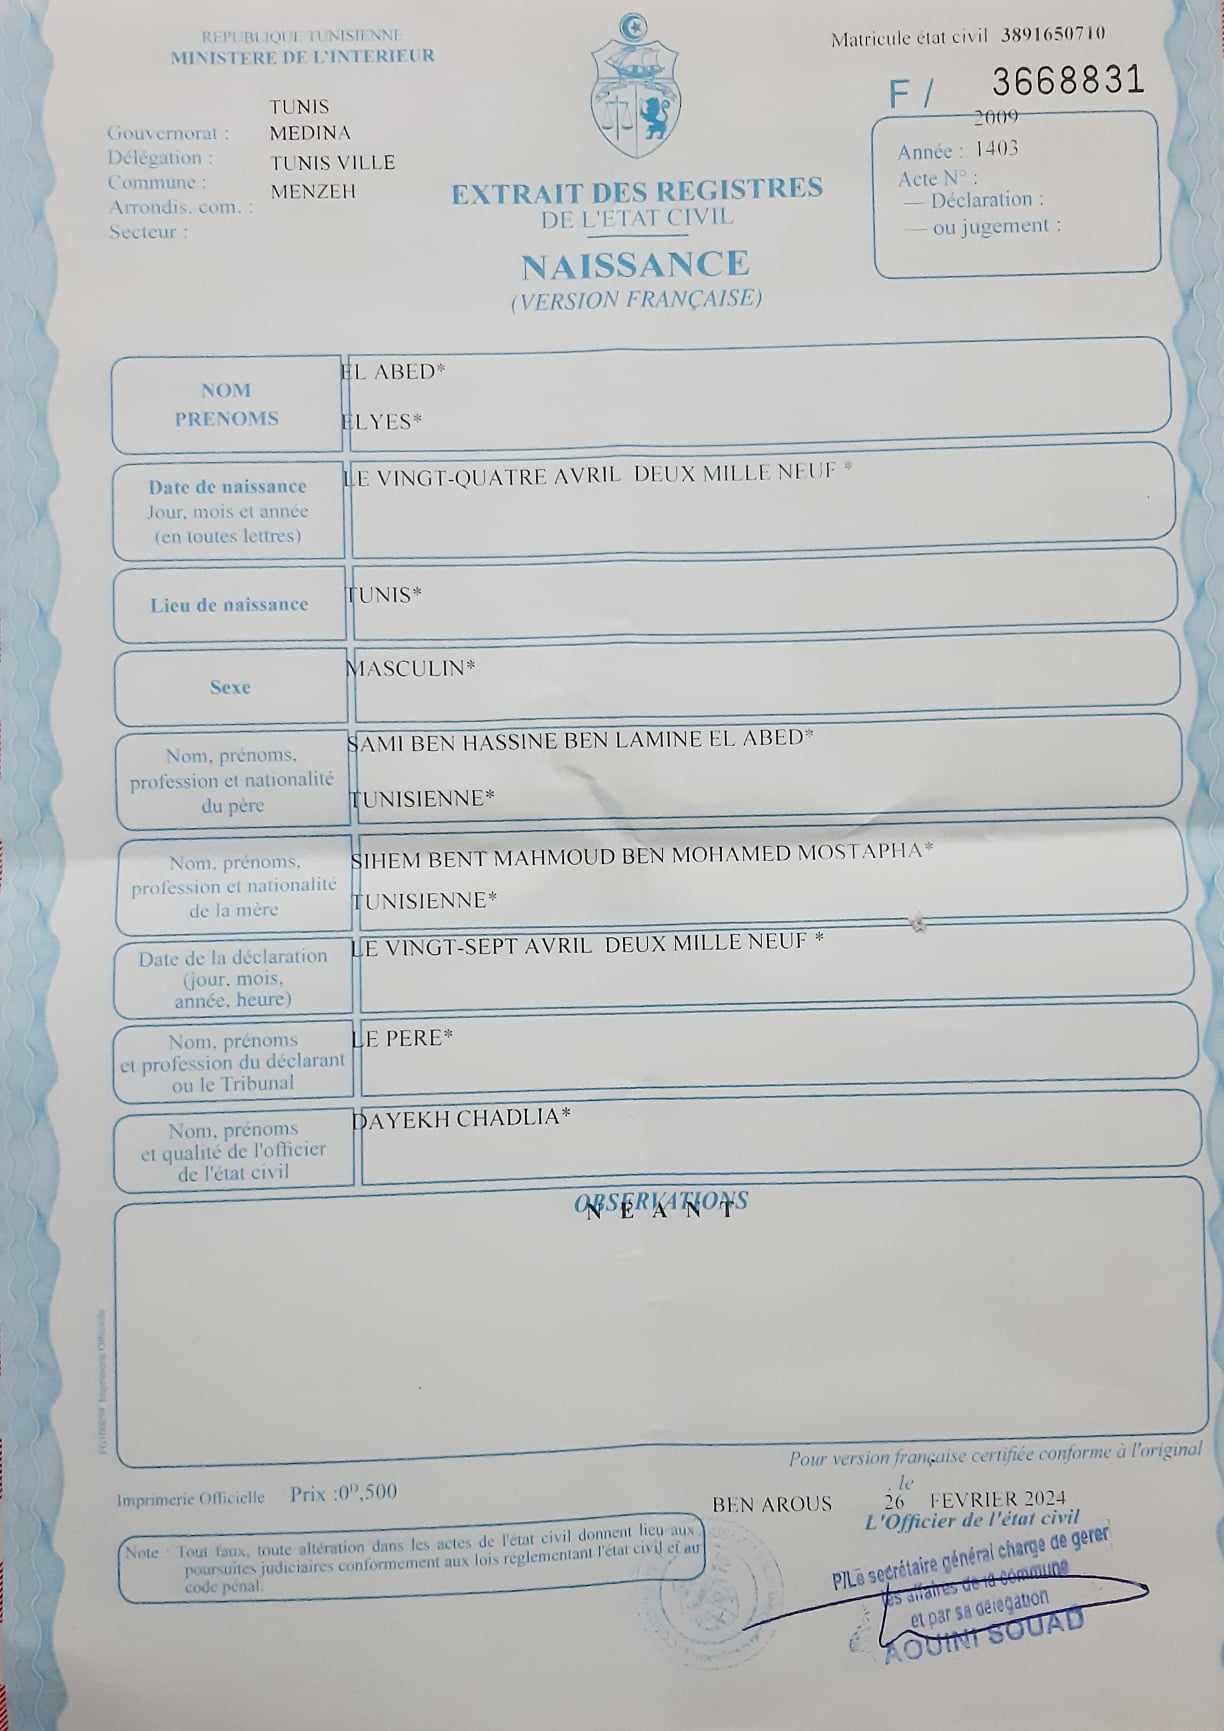 REPUBLIQUE TUNISIENNE
MINISTERE DE L'INTERIEUR
Matricule état civil 3891650710
F / 3668831
TUNIS
Gouvernorat : MEDINA
Délégation : TUNIS VILLE
Commune : MENZEH
Arrondis. com. :
Secteur :
2009
Année : 1403
Acte N° :
— Déclaration :
— ou jugement :
EXTRAIT DES REGISTRES
DE L'ETAT CIVIL
NAISSANCE
(VERSION FRANÇAISE)
NOM
PRENOMS
EL ABED*
ELYES*
Date de naissance
Jour, mois et année
(en toutes lettres)
LE VINGT-QUATRE AVRIL DEUX MILLE NEUF *
Lieu de naissance
TUNIS*
Sexe
MASCULIN*
Nom, prénoms,
profession et nationalité
du père
SAMI BEN HASSINE BEN LAMINE EL ABED*
TUNISIENNE*
Nom, prénoms,
profession et nationalité
de la mère
SIHEM BENT MAHMOUD BEN MOHAMED MOSTAPHA*
TUNISIENNE*
Date de la déclaration
(jour, mois,
année, heure)
LE VINGT-SEPT AVRIL DEUX MILLE NEUF *
Nom, prénoms
et profession du déclarant
ou le Tribunal
LE PERE*
Nom, prénoms
et qualité de l'officier
de l'état civil
DAYEKH CHADLIA*
OBSERVATIONS
N E A N T
Imprimerie Officielle
Pour version française certifiée conforme à l'original
Imprimerie Officielle Prix :0ᴰ,500
BEN AROUS , le 26 FEVRIER 2024
L'Officier de l'état civil
Note : Tout faux, toute altération dans les actes de l'état civil donnent lieu aux
poursuites judiciaires conformement aux lois réglementant l'état civil et au
code pénal.
P/Le secrétaire général charge de gerer
les affaires de la commune
et par sa délégation
AOUINI SOUAD